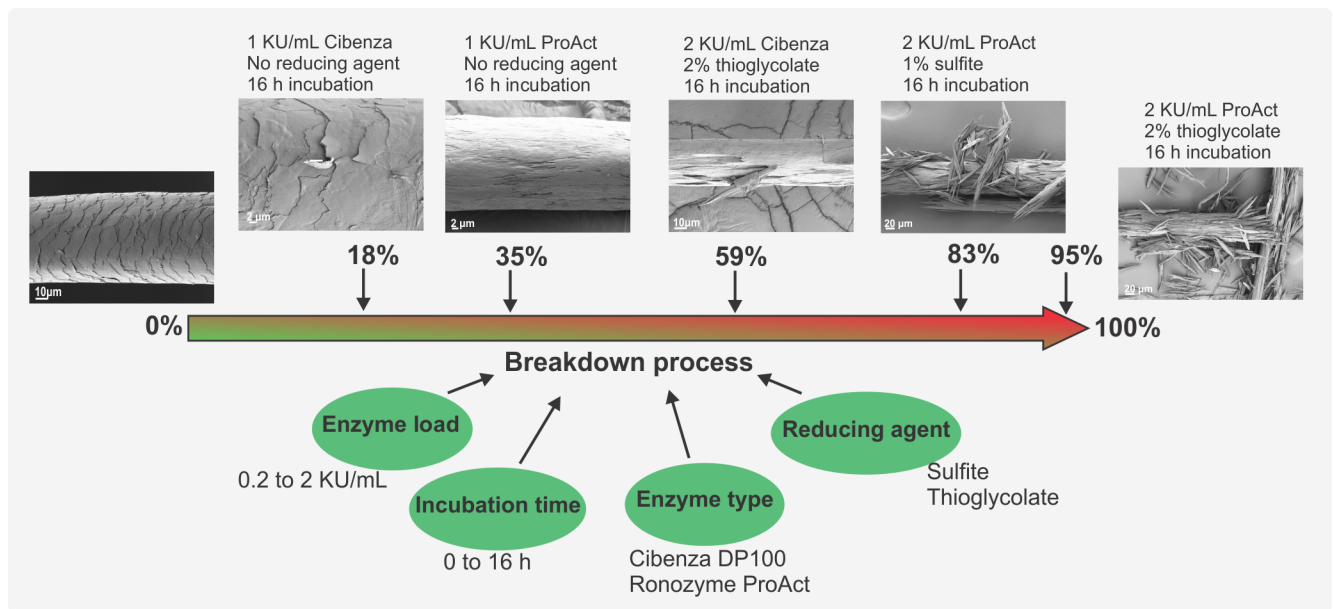 1 KU/mL Cibenza
No reducing agent
16 h incubation
1 KU/mL ProAct
No reducing agent
16 h incubation
2 KU/mL Cibenza
2% thioglycolate
16 h incubation
2 KU/mL ProAct
1% sulfite
16 h incubation
2 KU/mL ProAct
2% thioglycolate
16 h incubation
10µm
2 µm
2 µm
10µm
20 µm
20 µm
18%
35%
59%
83%
95%
0%
100%
Breakdown process
Enzyme load
0.2 to 2 KU/mL
Incubation time
0 to 16 h
Enzyme type
Cibenza DP100
Ronozyme ProAct
Reducing agent
Sulfite
Thioglycolate